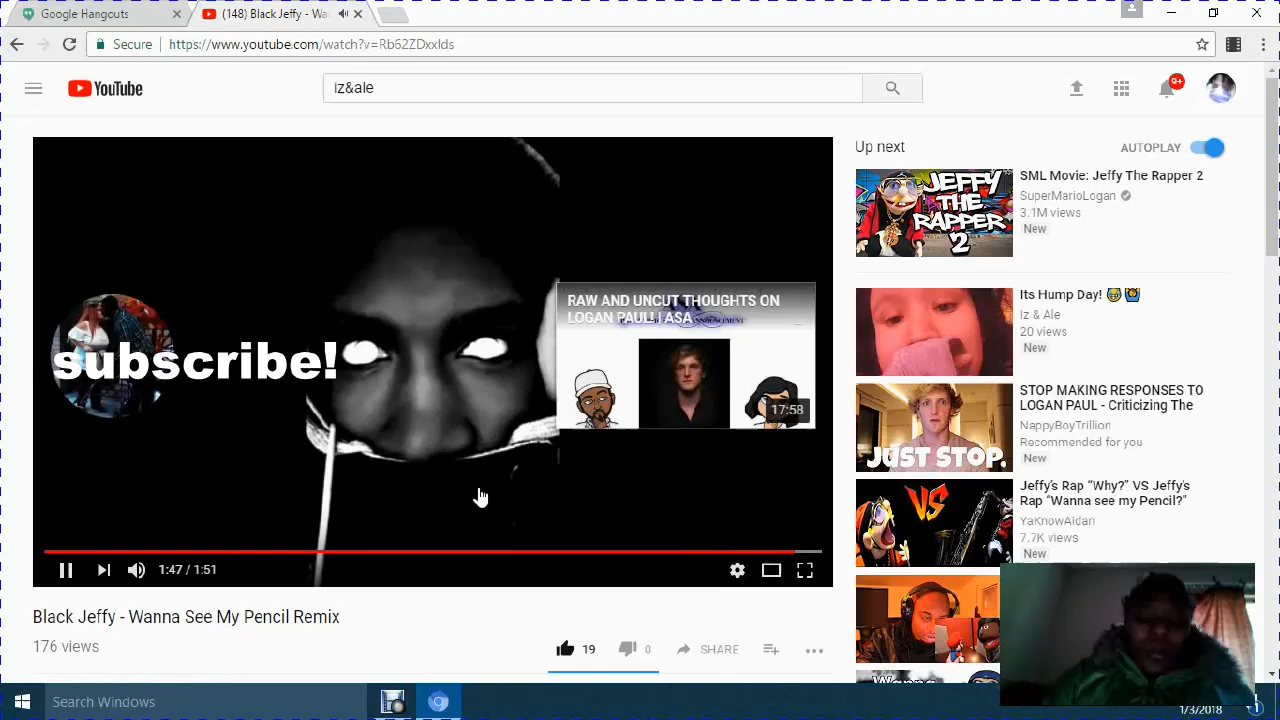 Google Hangouts
(148) Black Jeffy - Wa
Secure
https://www.youtube.com/watch?v=Rb62ZDxxIds
YouTube
iz&ale
9+
subscribe!
RAW AND UNCUT THOUGHTS ON
LOGAN PAUL! | ASA
ANNOUNCEMENT
17:58
1:47 / 1:51
Black Jeffy - Wanna See My Pencil Remix
176 views
19
0
SHARE
Up next
AUTOPLAY
JEFFY
THE
RAPPER
2
SML Movie: Jeffy The Rapper 2
SuperMarioLogan
3.1M views
New
Its Hump Day!
Iz & Ale
20 views
New
JUST STOP.
STOP MAKING RESPONSES TO
LOGAN PAUL - Criticizing The
NappyBoyTrillion
Recommended for you
New
VS
Jeffy's Rap "Why?" VS Jeffy's
Rap "Wanna see my Pencil?"
YaKnowAidan
7.7K views
New
Wanna
Search Windows
1/3/2018
1